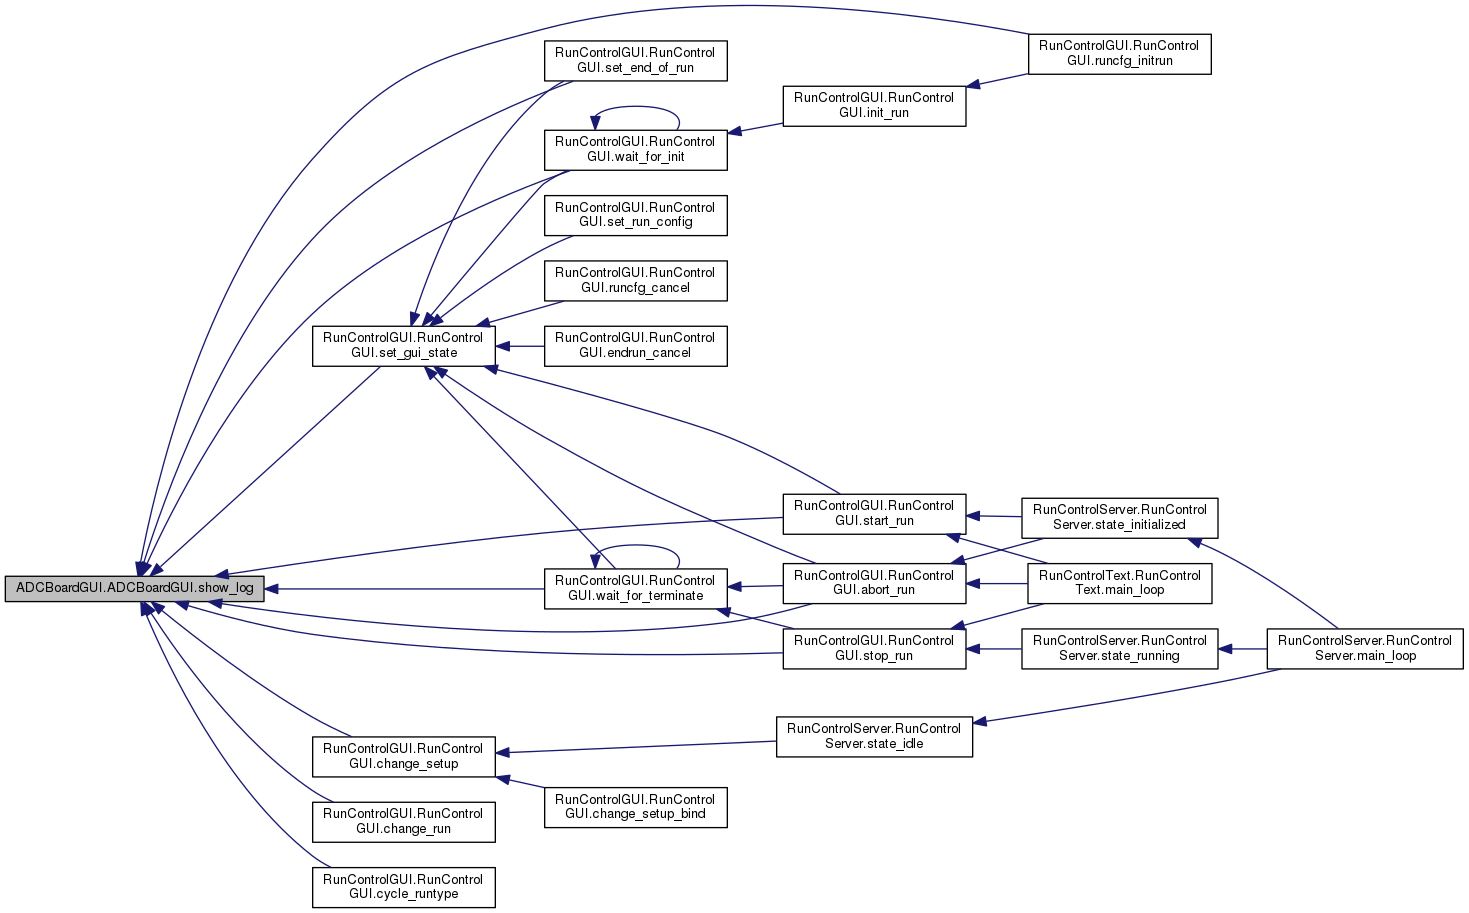 RunControlGUI.RunControl
GUI.runcfg_initrun
RunControlGUI.RunControl
GUI.set_end_of_run
RunControlGUI.RunControl
GUI.init_run
RunControlGUI.RunControl
GUI.wait_for_init
RunControlGUI.RunControl
GUI.set_run_config
RunControlGUI.RunControl
GUI.runcfg_cancel
RunControlGUI.RunControl
GUI.set_gui_state
RunControlGUI.RunControl
GUI.endrun_cancel
RunControlGUI.RunControl
GUI.start_run
RunControlServer.RunControl
Server.state_initialized
ADCBoardGUI.ADCBoardGUI.show_log
RunControlGUI.RunControl
GUI.wait_for_terminate
RunControlGUI.RunControl
GUI.abort_run
RunControlText.RunControl
Text.main_loop
RunControlGUI.RunControl
GUI.stop_run
RunControlServer.RunControl
Server.state_running
RunControlServer.RunControl
Server.main_loop
RunControlServer.RunControl
Server.state_idle
RunControlGUI.RunControl
GUI.change_setup
RunControlGUI.RunControl
GUI.change_setup_bind
RunControlGUI.RunControl
GUI.change_run
RunControlGUI.RunControl
GUI.cycle_runtype